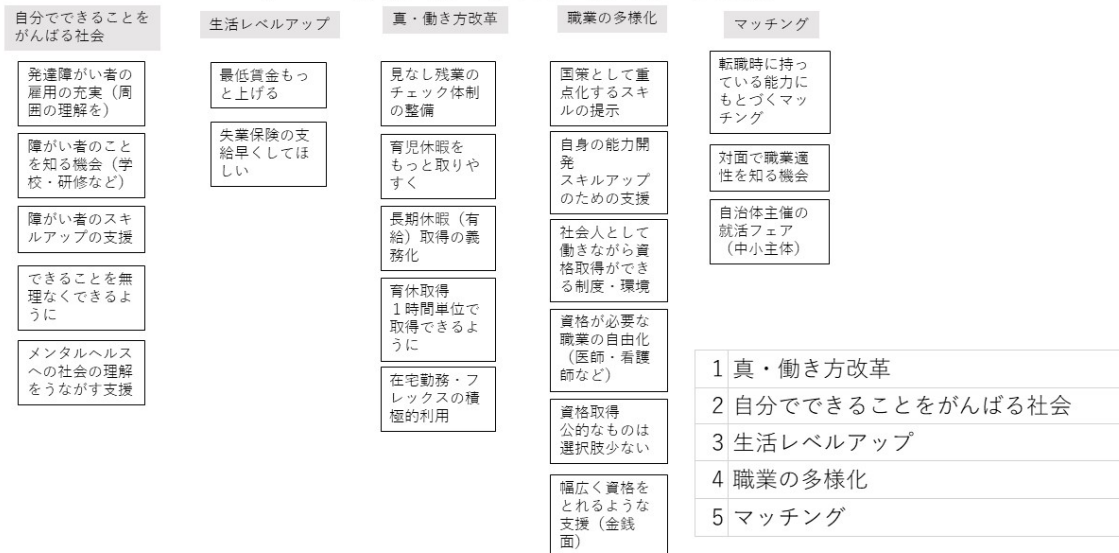 自分でできることを
がんばる社会
発達障がい者の
雇用の充実（周
囲の理解を）
障がい者のこと
を知る機会（学
校・研修など）
障がい者のスキ
ルアップの支援
できることを無
理なくできるよ
うに
メンタルヘルス
への社会の理解
をうながす支援
生活レベルアップ
最低賃金もっ
と上げる
失業保険の支
給早くしてほ
しい
真・働き方改革
見なし残業の
チェック体制
の整備
育児休暇を
もっと取りや
すく
長期休暇（有
給）取得の義
務化
育休取得
１時間単位で
取得できるよ
うに
在宅勤務・フ
レックスの積
極的利用
職業の多様化
国策として重
点化するスキ
ルの提示
自身の能力開
発
スキルアップ
のための支援
社会人として
働きながら資
格取得ができ
る制度・環境
資格が必要な
職業の自由化
（医師・看護
師など）
資格取得
公的なものは
選択肢少ない
幅広く資格を
とれるような
支援（金銭
面）
マッチング
転職時に持っ
ている能力に
もとづくマッ
チング
対面で職業適
性を知る機会
自治体主催の
就活フェア
（中小主体）
1 真・働き方改革
2 自分でできることをがんばる社会
3 生活レベルアップ
4 職業の多様化
5 マッチング